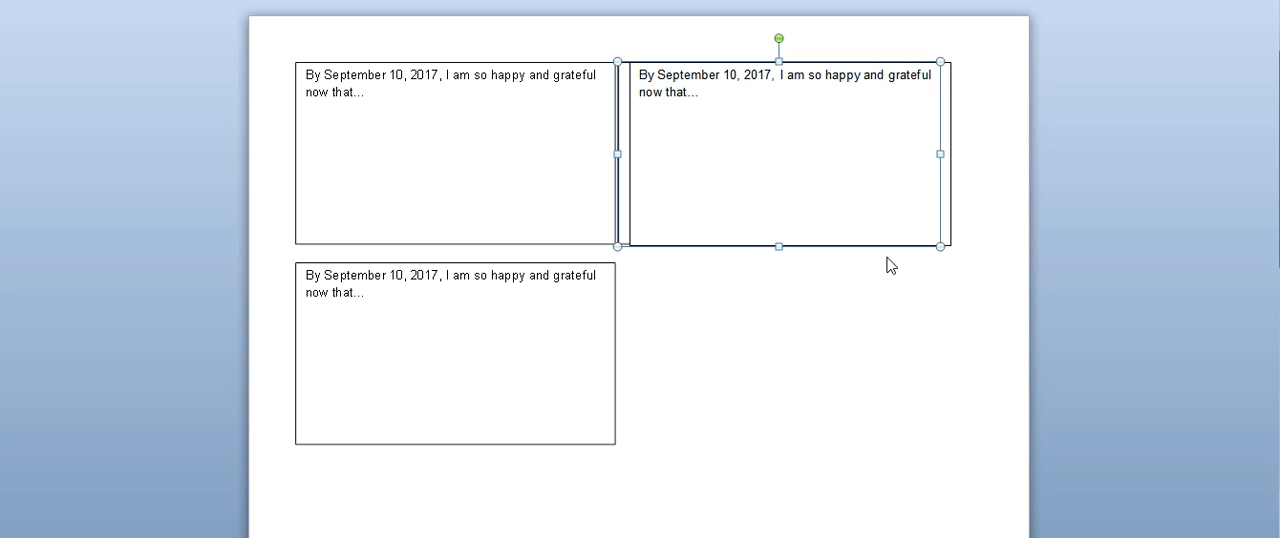 By September 10, 2017, I am so happy and grateful
now that...
By September 10, 2017, I am so happy and grateful
now that...
By September 10, 2017, I am so happy and grateful
now that...